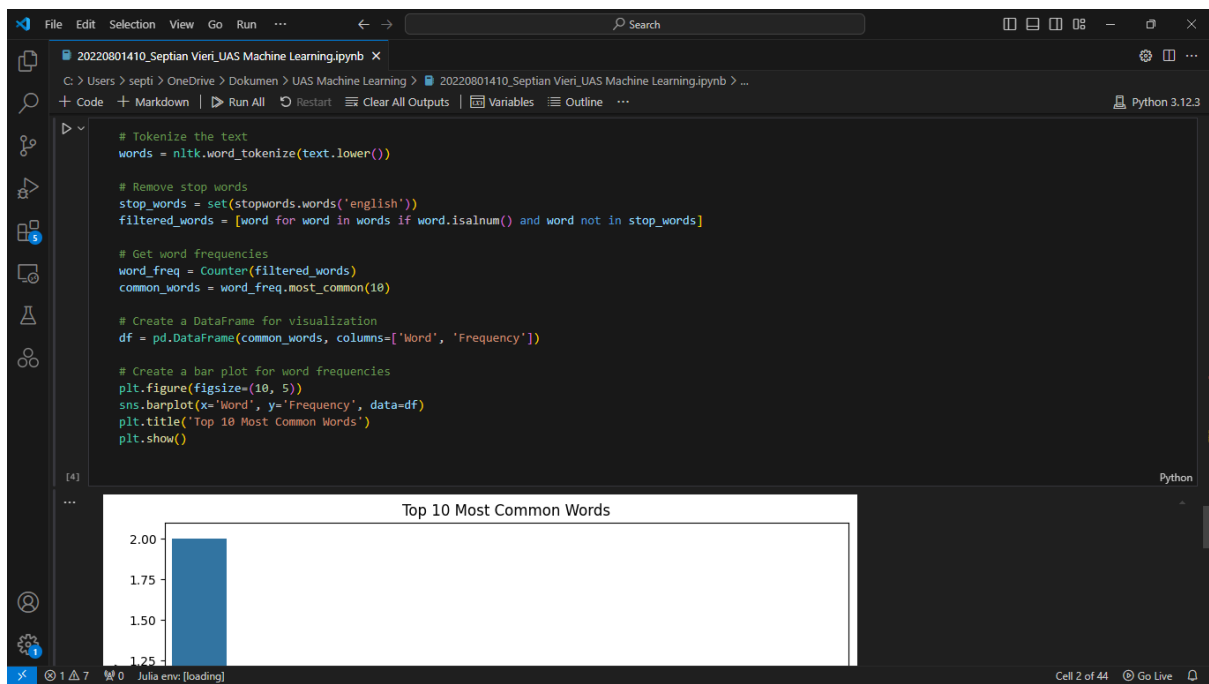 File Edit Selection View Go Run ··· Search
20220801410_Septian Vieri_UAS Machine Learning.ipynb
C: > Users > septi > OneDrive > Dokumen > UAS Machine Learning > 20220801410_Septian Vieri_UAS Machine Learning.ipynb > ...
+ Code + Markdown | Run All Restart Clear All Outputs | Variables Outline ··· Python 3.12.3
# Tokenize the text
words = nltk.word_tokenize(text.lower())
# Remove stop words
stop_words = set(stopwords.words('english'))
filtered_words = [word for word in words if word.isalnum() and word not in stop_words]
# Get word frequencies
word_freq = Counter(filtered_words)
common_words = word_freq.most_common(10)
# Create a DataFrame for visualization
df = pd.DataFrame(common_words, columns=['Word', 'Frequency'])
# Create a bar plot for word frequencies
plt.figure(figsize=(10, 5))
sns.barplot(x='Word', y='Frequency', data=df)
plt.title('Top 10 Most Common Words')
plt.show()
5
[4] Python
Top 10 Most Common Words
2.00
1.75
1.50
1.25
1
1 7 0 Julia env: [loading] Cell 2 of 44 Go Live